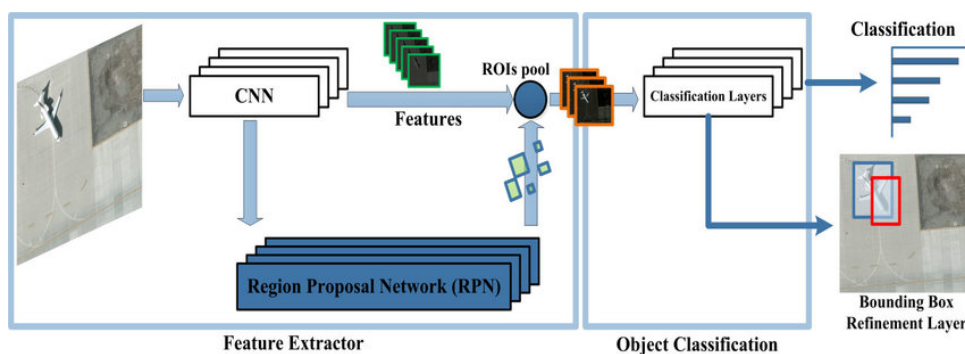 Classification
ROIs pool
CNN
Classification Layers
Features
Region Proposal Network (RPN)
Bounding Box
Refinement Layer
Feature Extractor
Object Classification